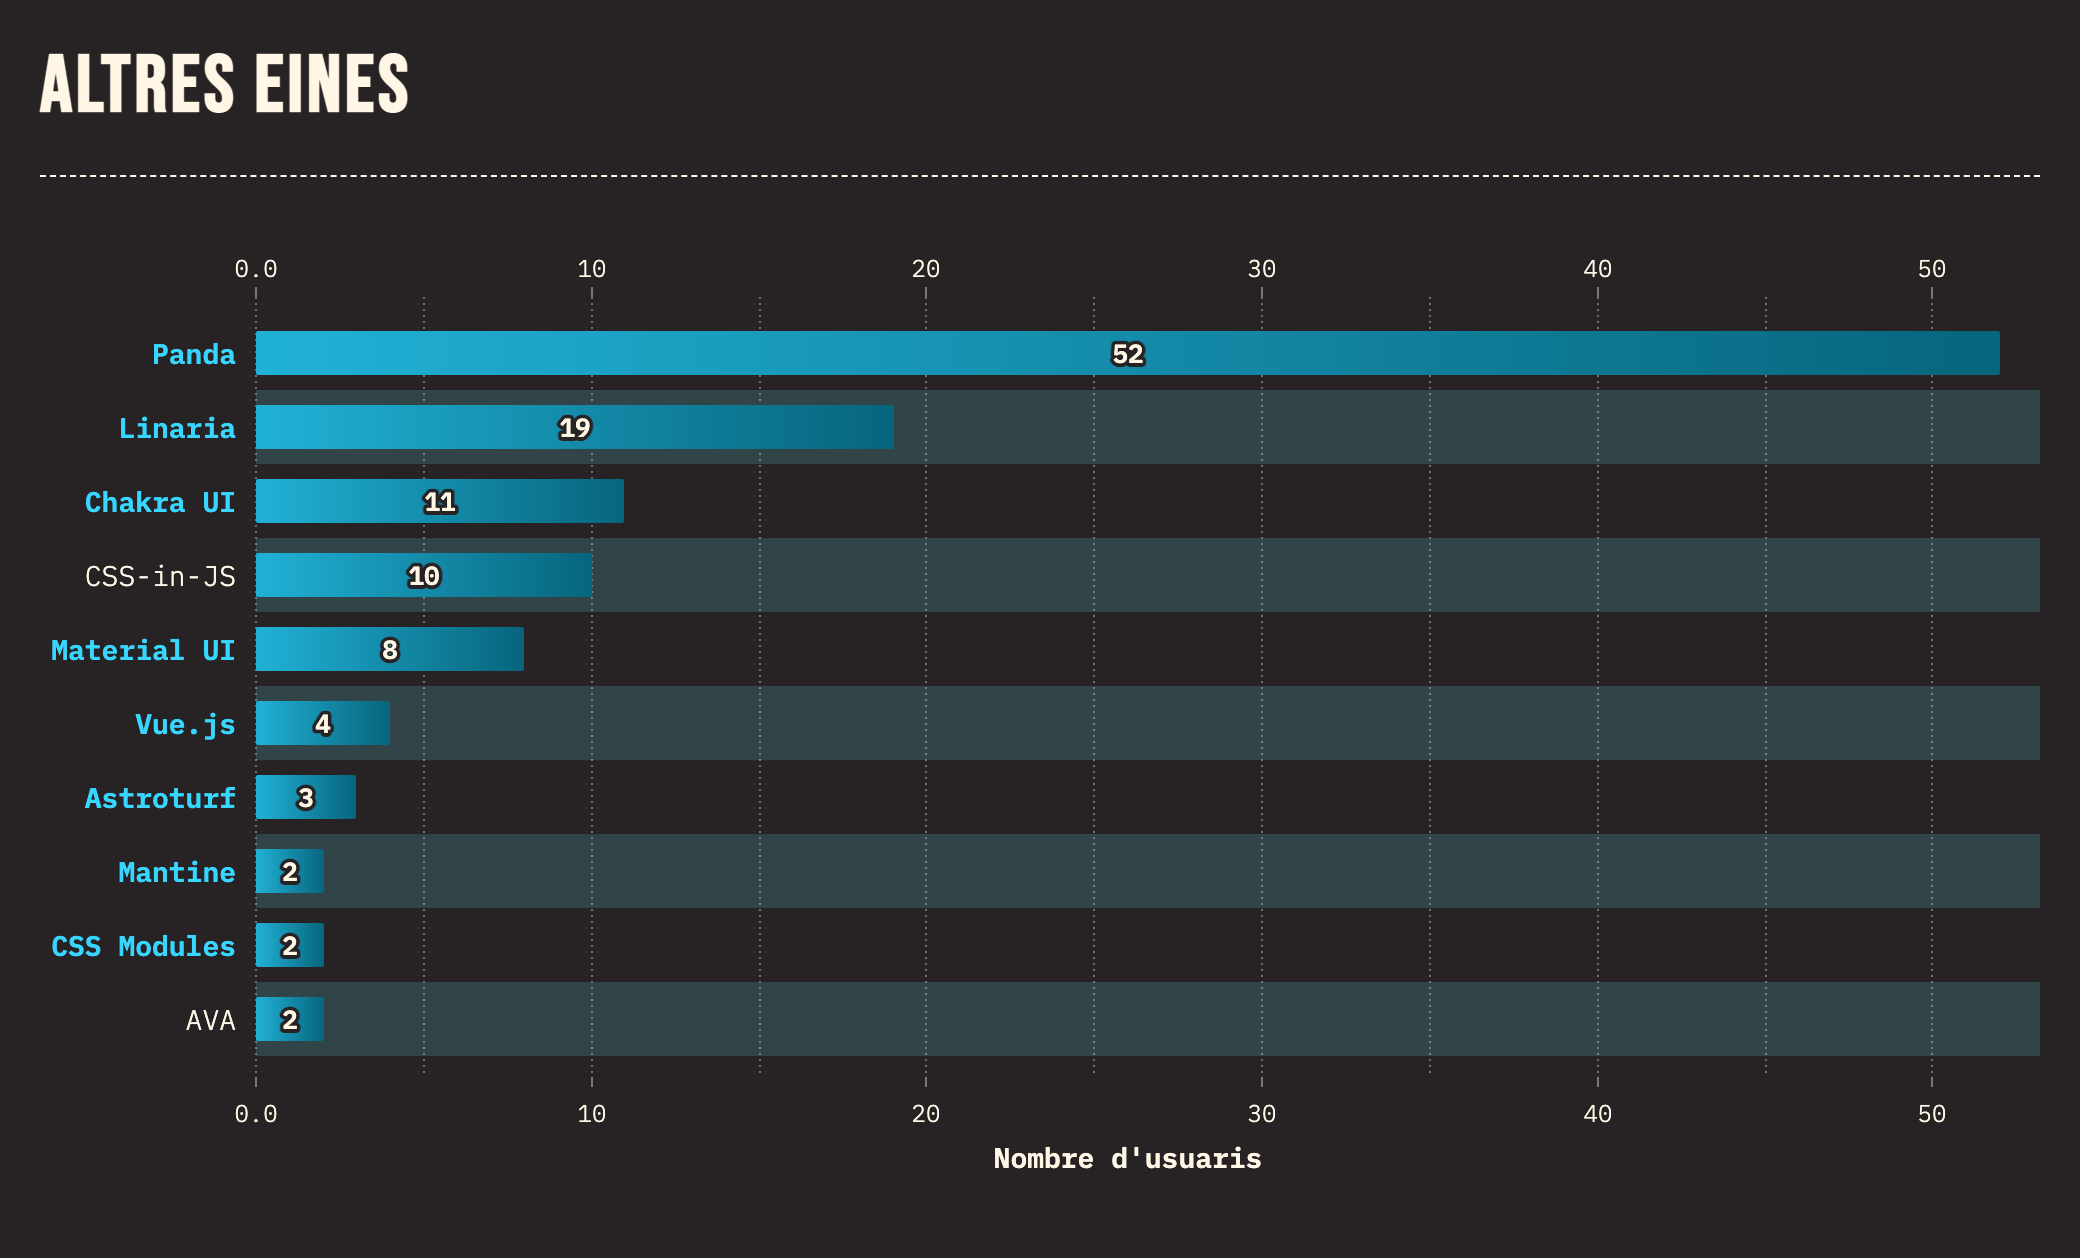 ALTRES EINES
0.0 10 20 30 40 50
Panda 52
Linaria 19
Chakra UI 11
CSS-in-JS 10
Material UI 8
Vue.js 4
Astroturf 3
Mantine 2
CSS Modules 2
AVA 2
0.0 10 20 30 40 50
Nombre d'usuaris